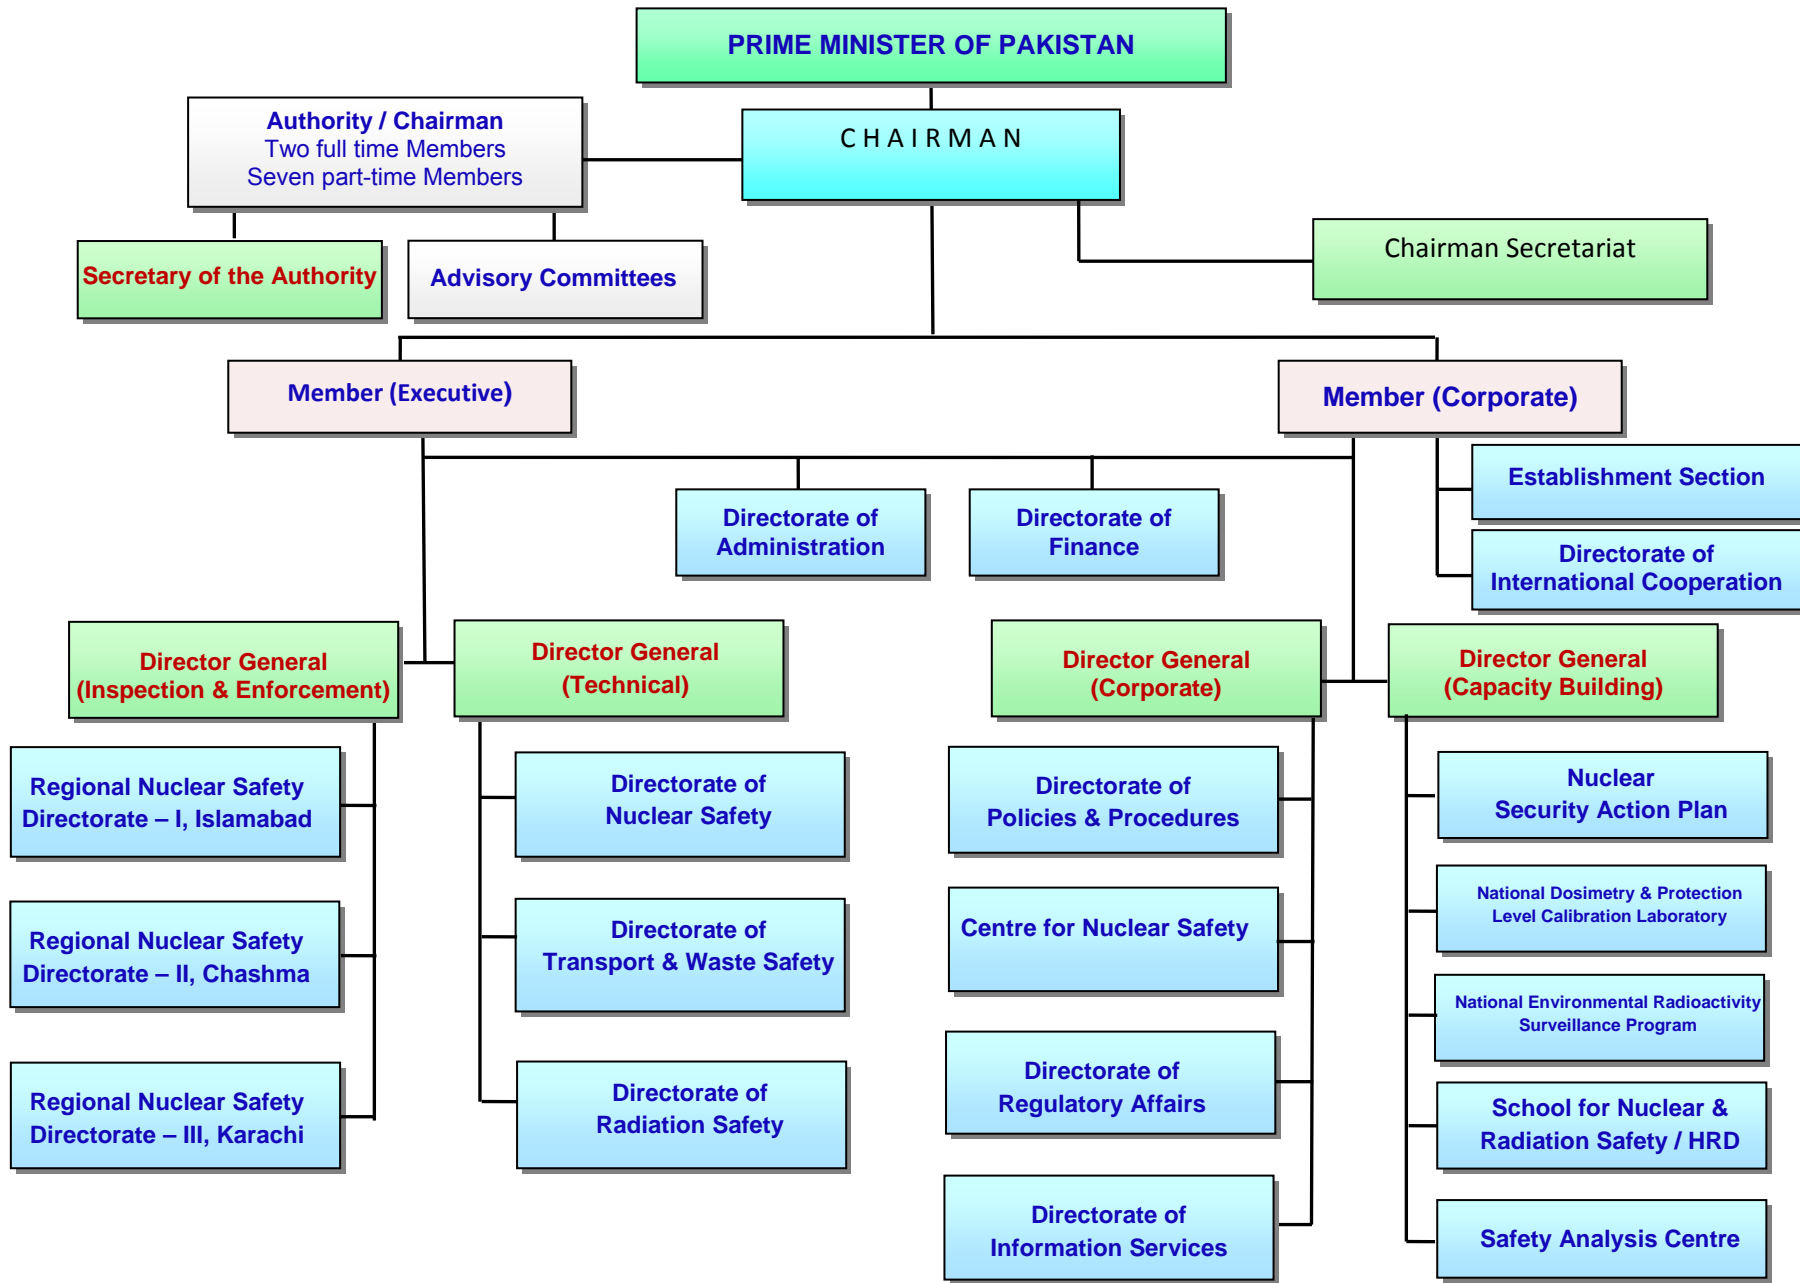 PRIME MINISTER OF PAKISTAN
Authority / Chairman
Two full time Members
Seven part-time Members
C H A I R M A N
Secretary of the Authority
Advisory Committees
Chairman Secretariat
Member (Executive)
Member (Corporate)
Establishment Section
Directorate of
Administration
Directorate of
Finance
Directorate of
International Cooperation
Director General
(Inspection & Enforcement)
Director General
(Technical)
Director General
(Corporate)
Director General
(Capacity Building)
Regional Nuclear Safety
Directorate – I, Islamabad
Regional Nuclear Safety
Directorate – II, Chashma
Regional Nuclear Safety
Directorate – III, Karachi
Directorate of
Nuclear Safety
Directorate of
Transport & Waste Safety
Directorate of
Radiation Safety
Directorate of
Policies & Procedures
Centre for Nuclear Safety
Directorate of
Regulatory Affairs
Directorate of
Information Services
Nuclear
Security Action Plan
National Dosimetry & Protection
Level Calibration Laboratory
National Environmental Radioactivity
Surveillance Program
School for Nuclear &
Radiation Safety / HRD
Safety Analysis Centre